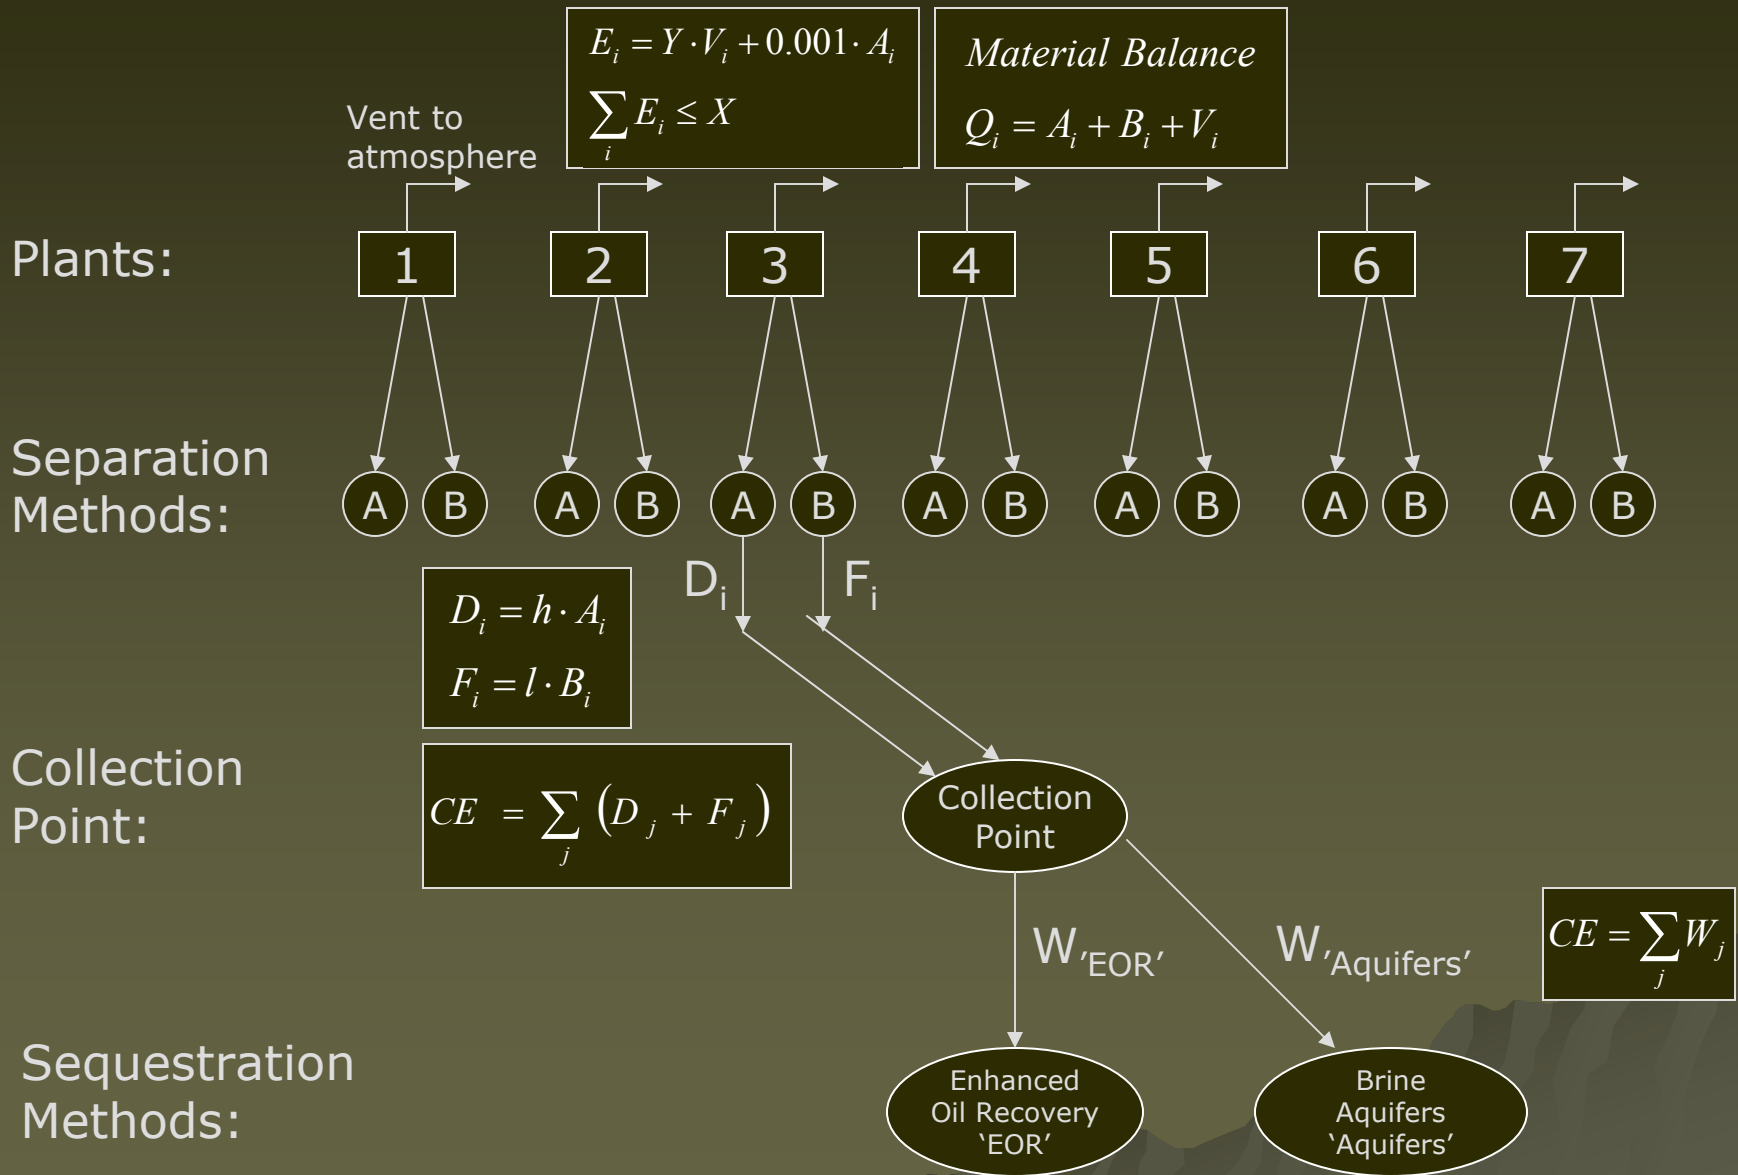 E_i = Y · V_i + 0.001 · A_i
∑_i E_i ≤ X
Material Balance
Q_i = A_i + B_i + V_i
Vent to
atmosphere
Plants:
1 2 3 4 5 6 7
Separation
Methods:
A B A B A B A B A B A B A B
D_i F_i
D_i = h · A_i
F_i = l · B_i
Collection
Point:
CE = ∑_j (D_j + F_j)
Collection
Point
W_'EOR' W_'Aquifers'
CE = ∑_j W_j
Sequestration
Methods:
Enhanced
Oil Recovery
‘EOR’
Brine
Aquifers
‘Aquifers’